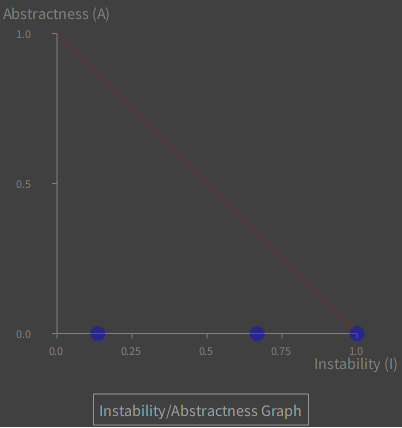 Abstractness (A)
1.0
0.5
0.0
0.0 0.25 0.5 0.75 1.0
Instability (I)
Instability/Abstractness Graph